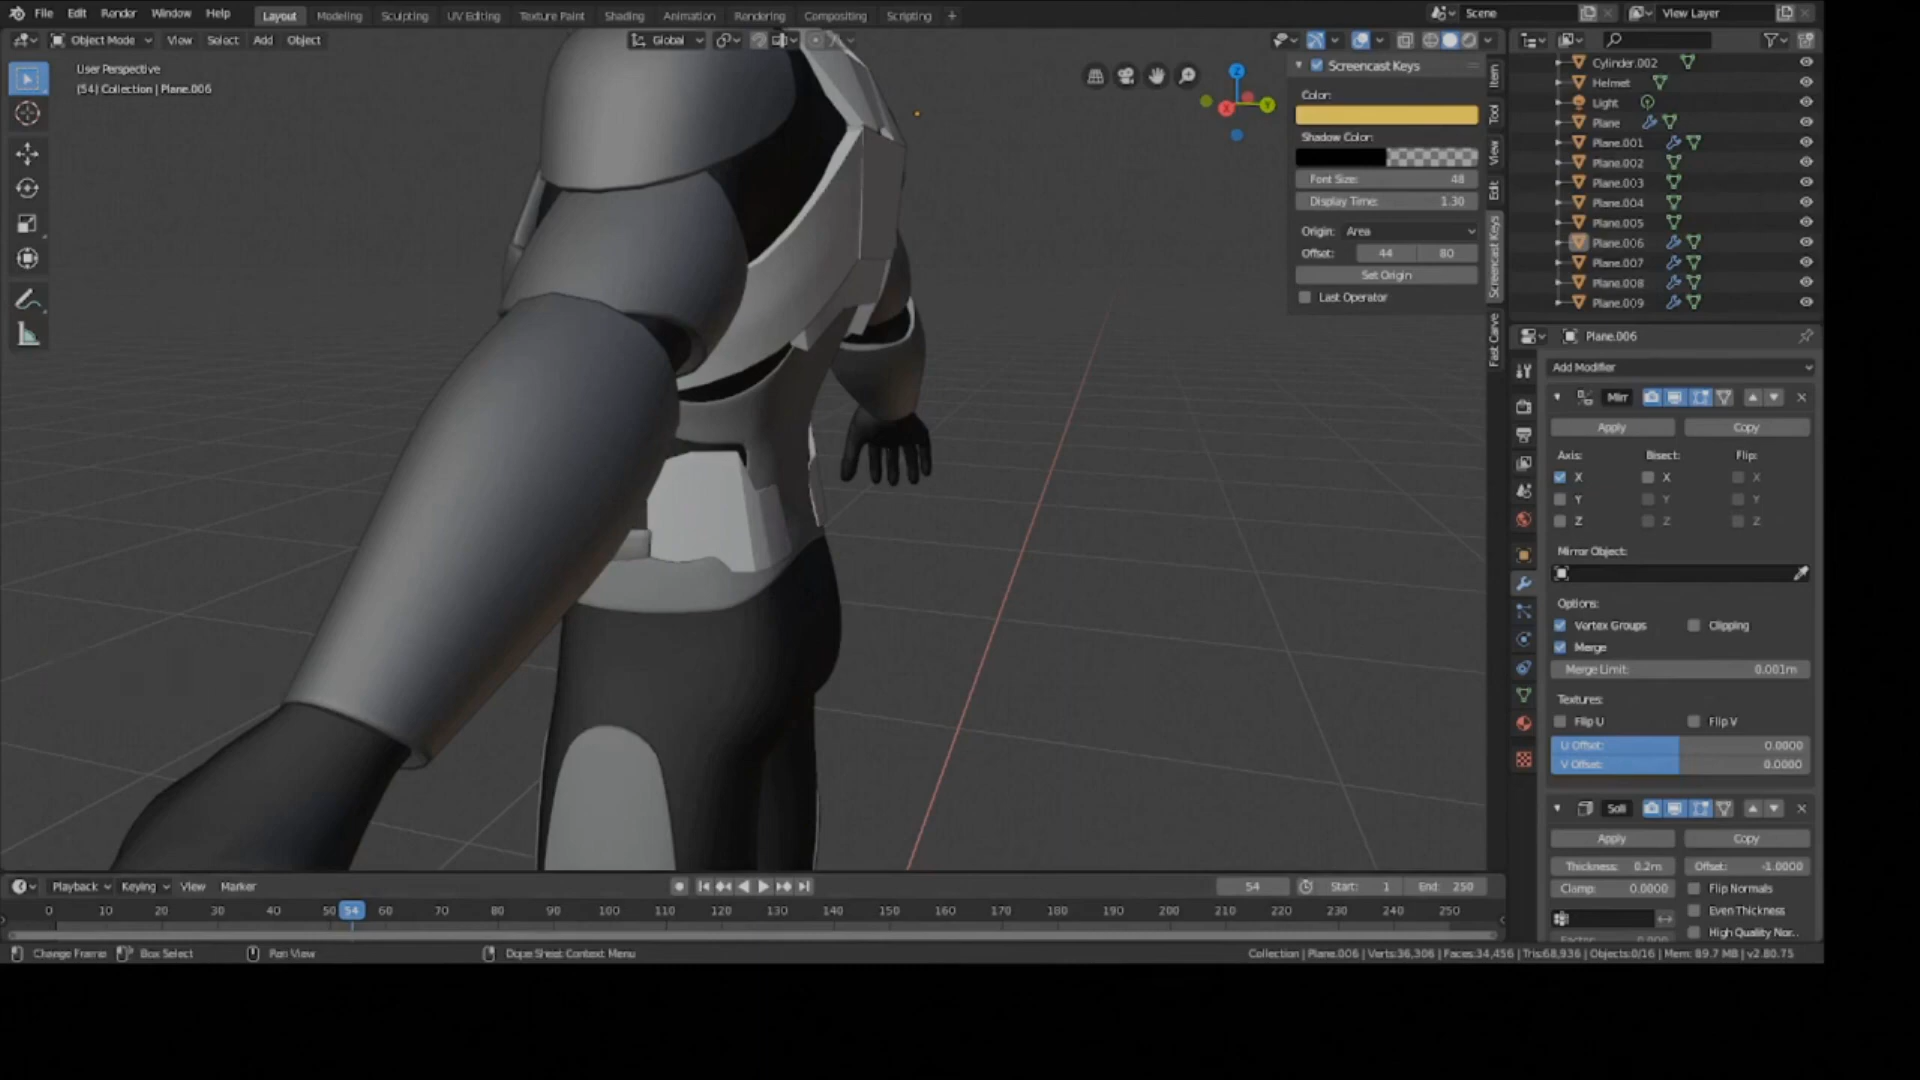 File Edit Render Window Help Layout Modeling Sculpting UV Editing Texture Paint Shading Animation Rendering Compositing Scripting + Scene View Layer
Object Mode View Select Add Object Global
User Perspective
(54) Collection | Plane.006
Screencast Keys
Color:
Shadow Color:
Font Size: 48
Display Time: 1.30
Origin: Area
Offset: 44 80
Set Origin
Last Operator
Item
Tool
View
Edit
Screencast Keys
Fast Carve
Cylinder.002
Helmet
Light
Plane
Plane.001
Plane.002
Plane.003
Plane.004
Plane.005
Plane.006
Plane.007
Plane.008
Plane.009
Plane.006
Add Modifier
Mirr
Apply Copy
Axis: Bisect: Flip:
X X X
Y Y Y
Z Z Z
Mirror Object:
Options:
Vertex Groups Clipping
Merge
Merge Limit: 0.001m
Textures:
Flip U Flip V
U Offset: 0.0000
V Offset: 0.0000
Soli
Apply Copy
Thickness: 0.2m Offset: -1.0000
Clamp: 0.0000 Flip Normals
Even Thickness
High Quality Nor..
Factor: 0.000
Playback Keying View Marker 54 Start: 1 End: 250
0 10 20 30 40 50 54 60 70 80 90 100 110 120 130 140 150 160 170 180 190 200 210 220 230 240 250
Change Frame Box Select Pan View Dope Sheet Context Menu Collection | Plane.006 | Verts:36,306 | Faces:34,456 | Tris:68,936 | Objects:0/16 | Mem: 89.7 MB | v2.80.75